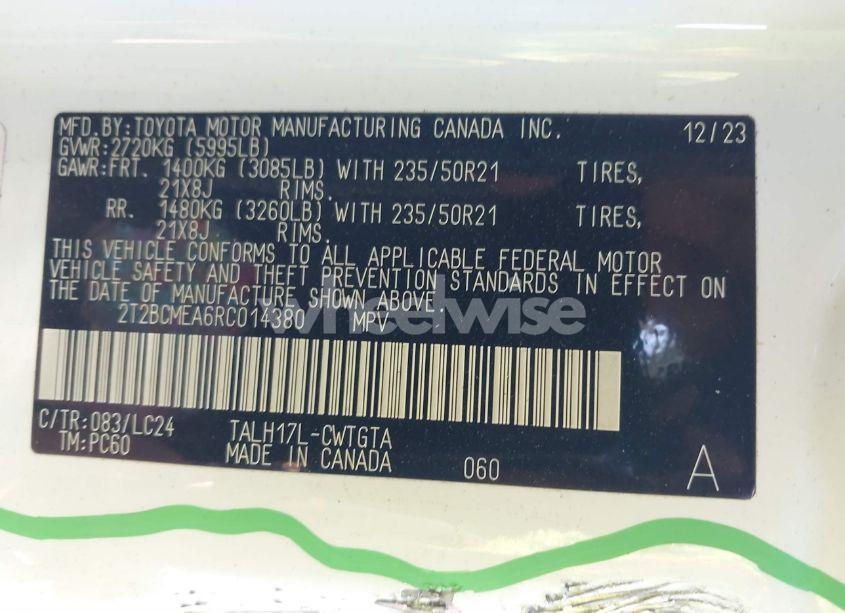 MFD.BY:TOYOTA MOTOR MANUFACTURING CANADA INC. 12/23
GVWR:2720KG (5995LB)
GAWR:FRT. 1400KG (3085LB) WITH 235/50R21 TIRES,
21X8J RIMS.
RR. 1480KG (3260LB) WITH 235/50R21 TIRES,
21X8J RIMS.
THIS VEHICLE CONFORMS TO ALL APPLICABLE FEDERAL MOTOR
VEHICLE SAFETY AND THEFT PREVENTION STANDARDS IN EFFECT ON
THE DATE OF MANUFACTURE SHOWN ABOVE.
2T2BCMEA6RC014380 MPV
wheelwise
C/TR:083/LC24 TALH17L-CWTGTA
TM:PC60 MADE IN CANADA 060 A